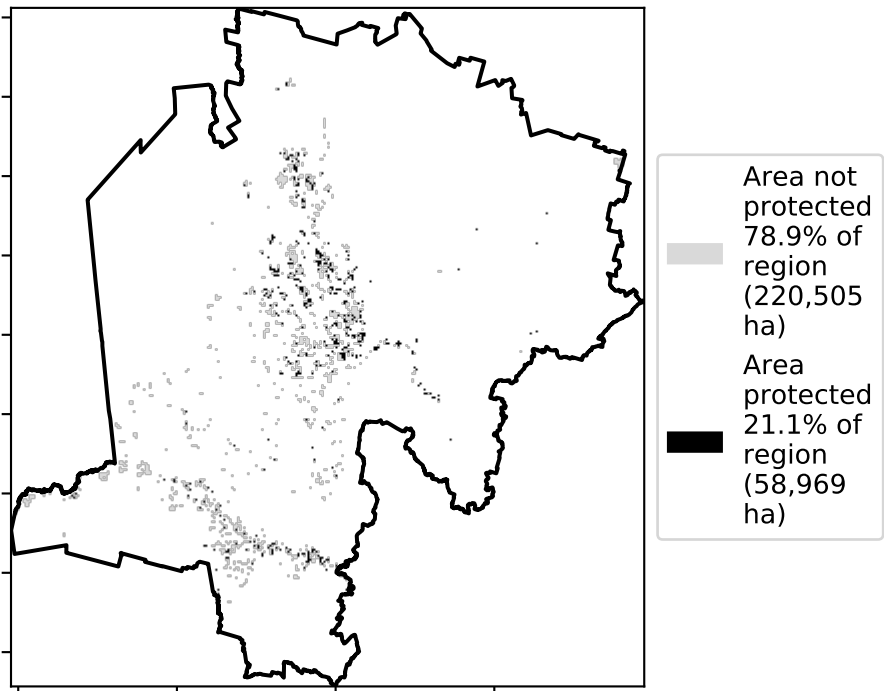 Area not
protected
78.9% of
region
(220,505
ha)
Area
protected
21.1% of
region
(58,969
ha)